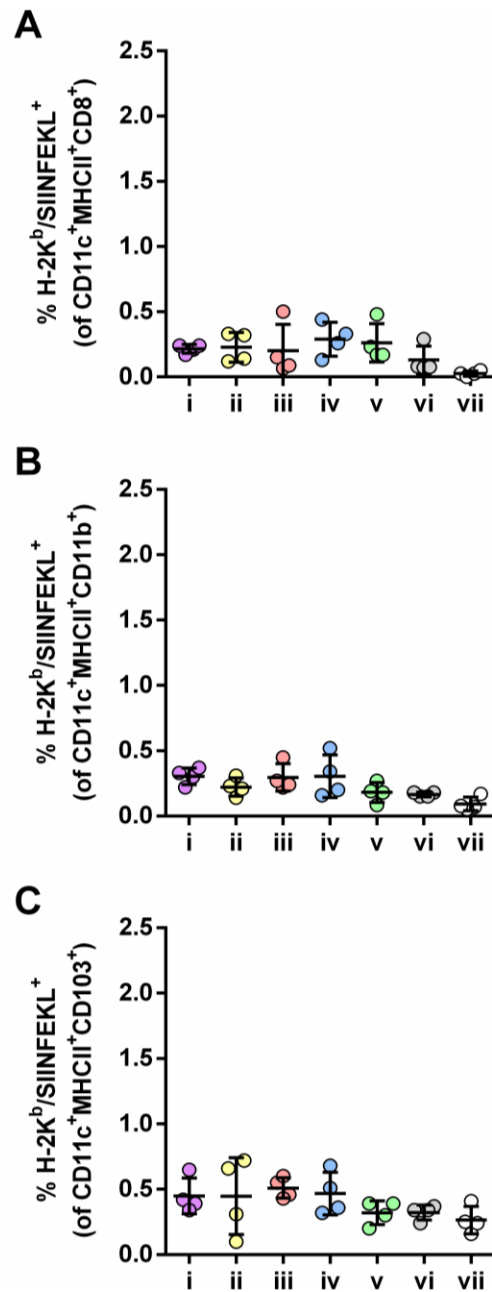 A
% H-2Kᵇ/SIINFEKL⁺
(of CD11c⁺MHCII⁺CD8⁺)
2.5
2.0
1.5
1.0
0.5
0.0
i ii iii iv v vi vii
B
% H-2Kᵇ/SIINFEKL⁺
(of CD11c⁺MHCII⁺CD11b⁺)
2.5
2.0
1.5
1.0
0.5
0.0
i ii iii iv v vi vii
C
% H-2Kᵇ/SIINFEKL⁺
(of CD11c⁺MHCII⁺CD103⁺)
2.5
2.0
1.5
1.0
0.5
0.0
i ii iii iv v vi vii